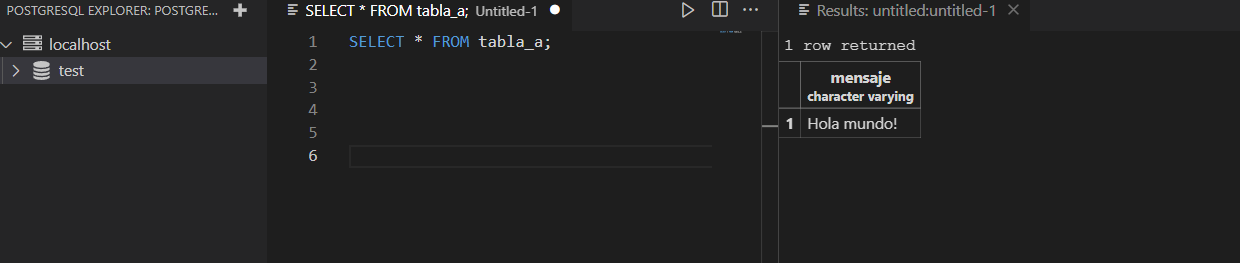 POSTGRESQL EXPLORER: POSTGRE...
localhost
test
SELECT * FROM tabla_a; Untitled-1
1 SELECT * FROM tabla_a;
2
3
4
5
6
Results: untitled:untitled-1
1 row returned
mensaje
character varying
1 Hola mundo!